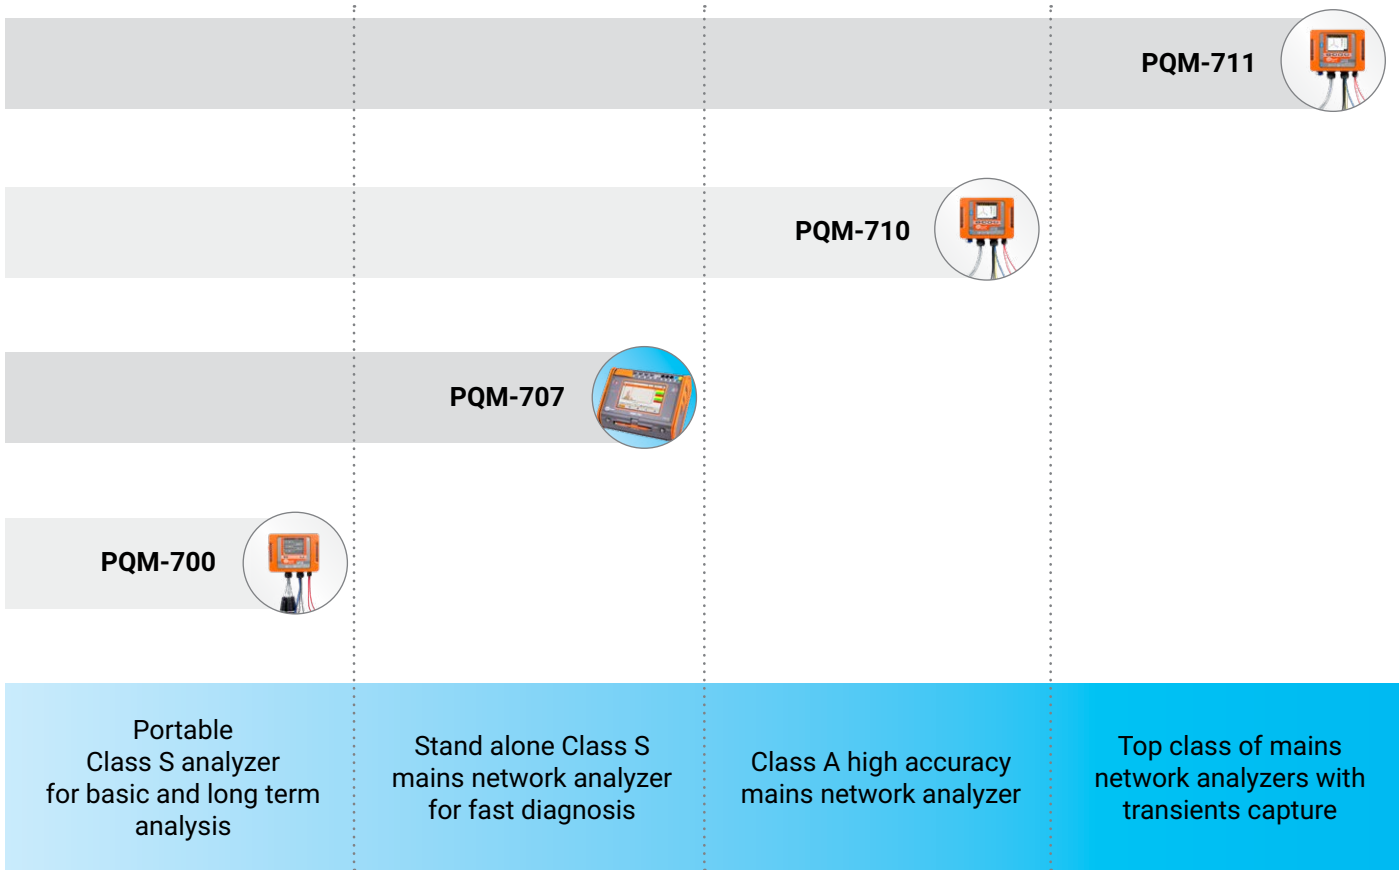 PQM-711
PQM-710
PQM-707
PQM-700
Portable
Class S analyzer
for basic and long term
analysis
Stand alone Class S
mains network analyzer
for fast diagnosis
Class A high accuracy
mains network analyzer
Top class of mains
network analyzers with
transients capture